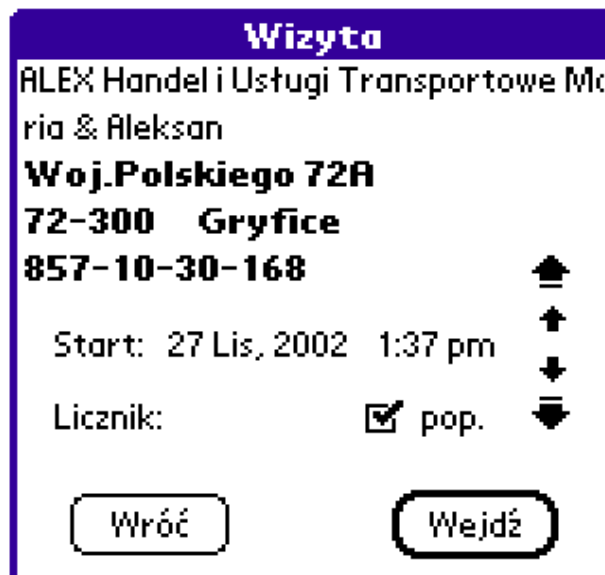 Wizyta
ALEX Handel i Usługi Transportowe Ma
ria & Aleksan
Woj.Polskiego 72A
72-300 Gryfice
857-10-30-168
Start: 27 Lis, 2002 1:37 pm
Licznik: pop.
Wróć Wejdź